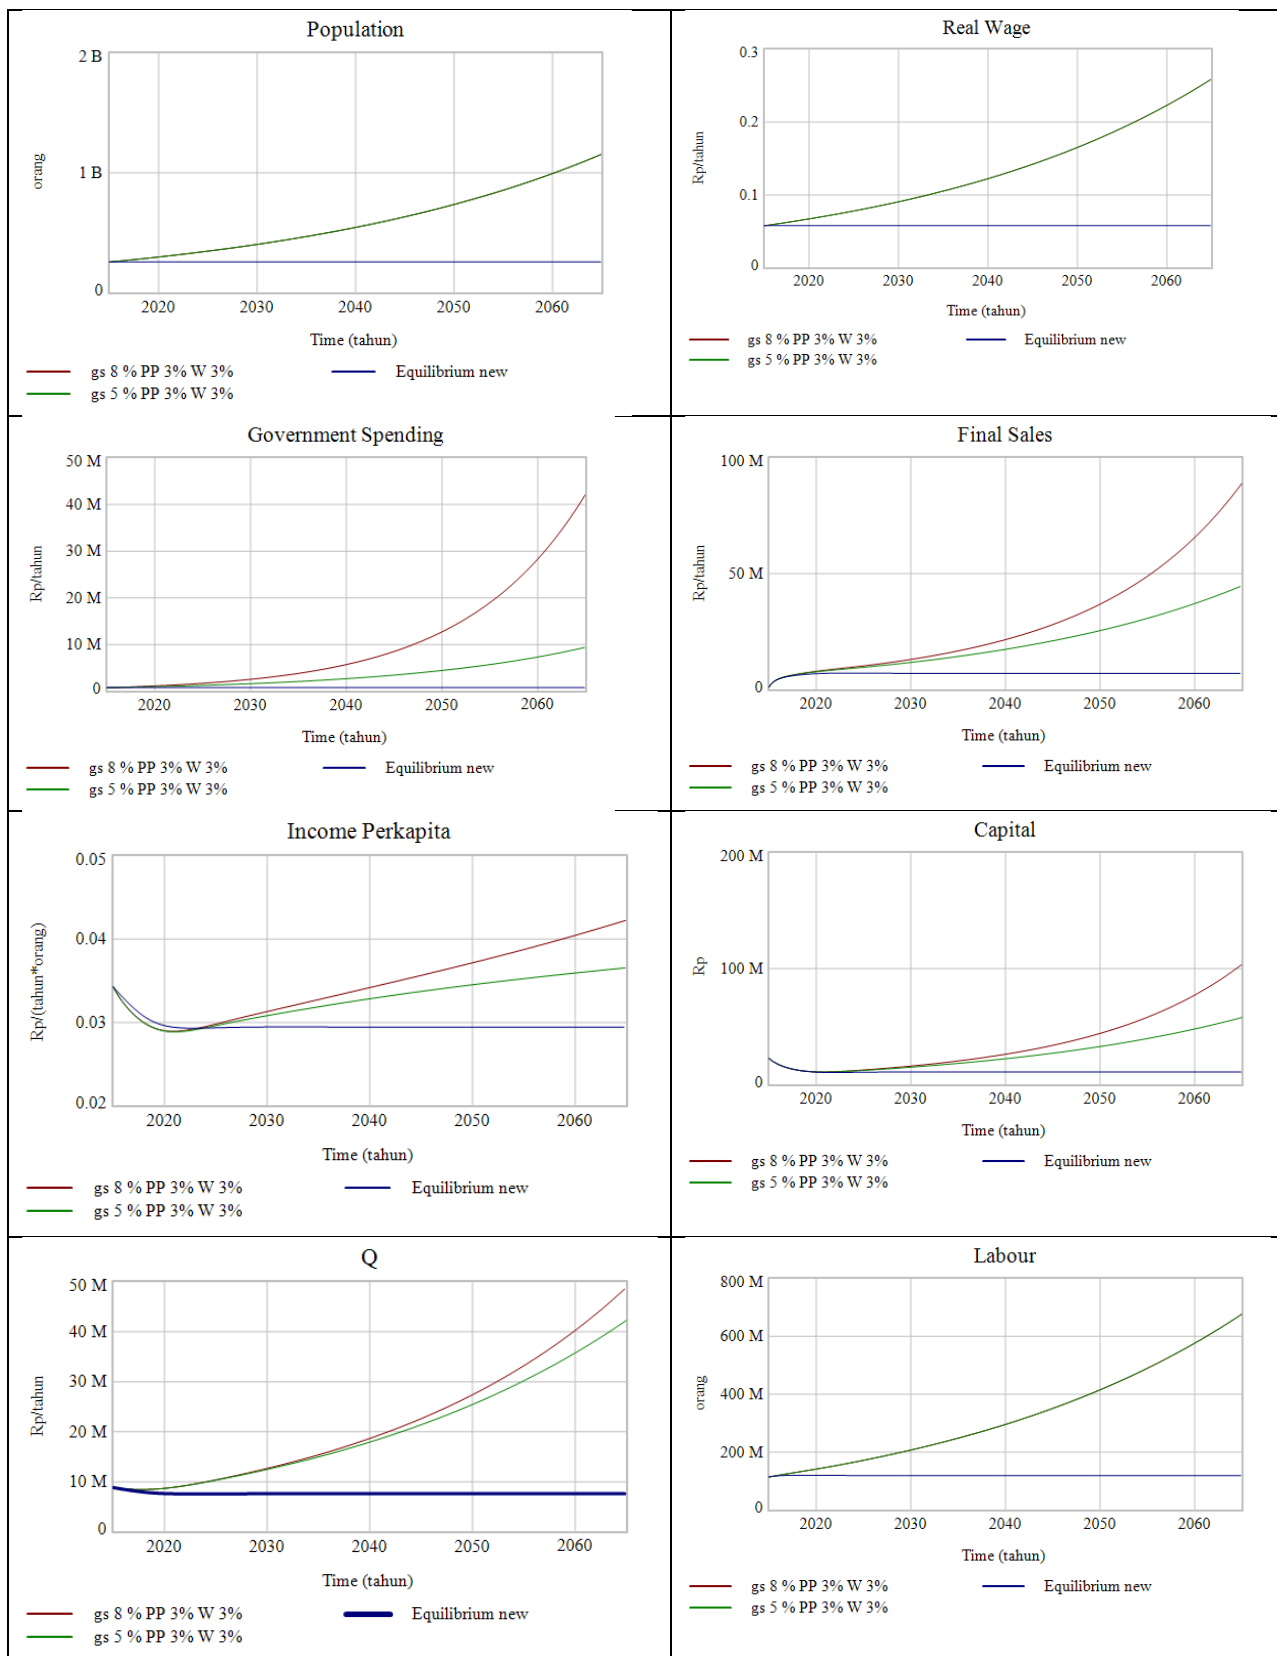 Population
2 B
1 B
0
orang
2020 2030 2040 2050 2060
Time (tahun)
gs 8 % PP 3% W 3% Equilibrium new
gs 5 % PP 3% W 3%
Real Wage
0.3
0.2
0.1
0
Rp/tahun
2020 2030 2040 2050 2060
Time (tahun)
gs 8 % PP 3% W 3% Equilibrium new
gs 5 % PP 3% W 3%
Government Spending
50 M
40 M
30 M
20 M
10 M
0
Rp/tahun
2020 2030 2040 2050 2060
Time (tahun)
gs 8 % PP 3% W 3% Equilibrium new
gs 5 % PP 3% W 3%
Final Sales
100 M
50 M
0
Rp/tahun
2020 2030 2040 2050 2060
Time (tahun)
gs 8 % PP 3% W 3% Equilibrium new
gs 5 % PP 3% W 3%
Income Perkapita
0.05
0.04
0.03
0.02
Rp/(tahun*orang)
2020 2030 2040 2050 2060
Time (tahun)
gs 8 % PP 3% W 3% Equilibrium new
gs 5 % PP 3% W 3%
Capital
200 M
100 M
0
Rp
2020 2030 2040 2050 2060
Time (tahun)
gs 8 % PP 3% W 3% Equilibrium new
gs 5 % PP 3% W 3%
Q
50 M
40 M
30 M
20 M
10 M
0
Rp/tahun
2020 2030 2040 2050 2060
Time (tahun)
gs 8 % PP 3% W 3% Equilibrium new
gs 5 % PP 3% W 3%
Labour
800 M
600 M
400 M
200 M
0
orang
2020 2030 2040 2050 2060
Time (tahun)
gs 8 % PP 3% W 3% Equilibrium new
gs 5 % PP 3% W 3%